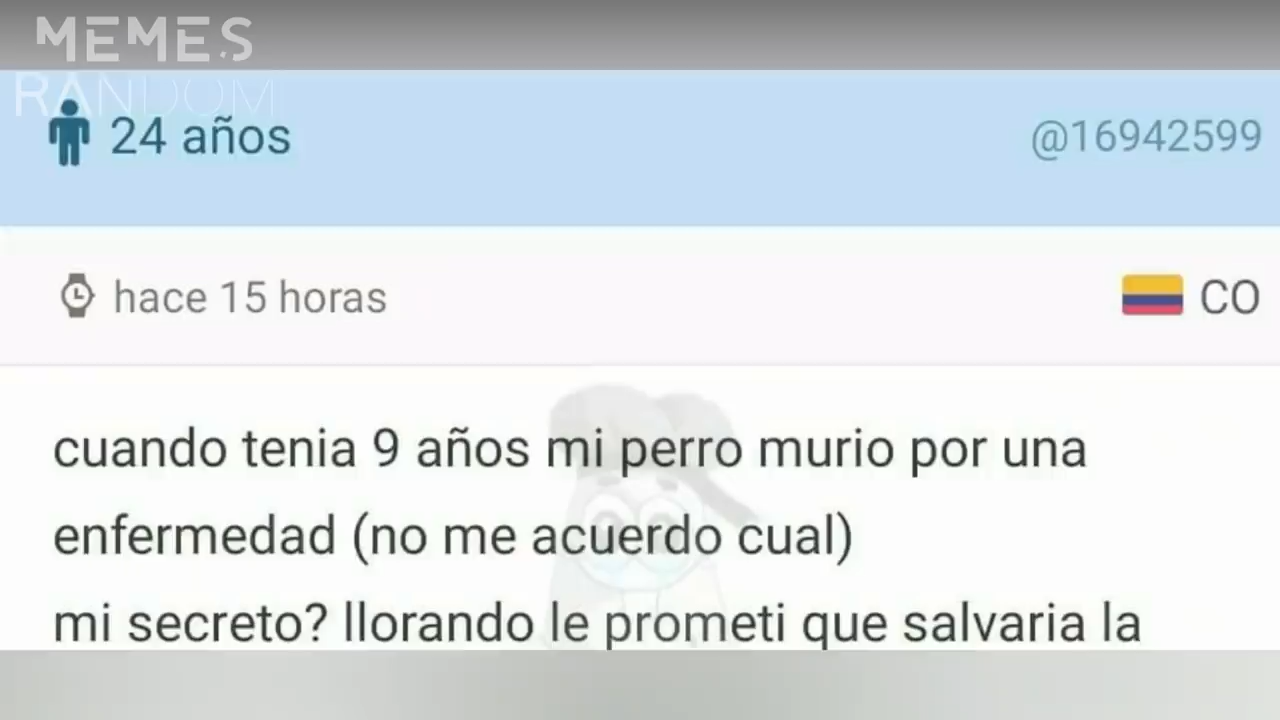 MEMES
RANDOM
24 años
@16942599
hace 15 horas
CO
cuando tenia 9 años mi perro murio por una
enfermedad (no me acuerdo cual)
mi secreto? llorando le prometi que salvaria la